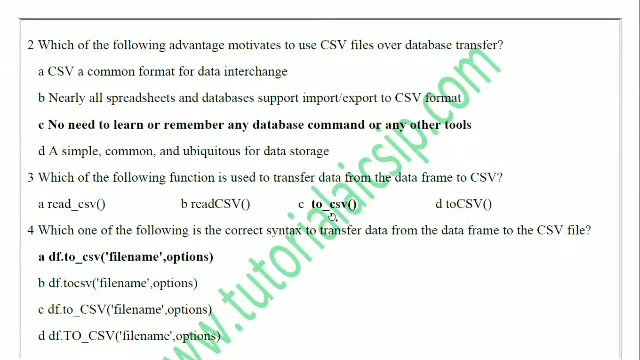 2 Which of the following advantage motivates to use CSV files over database transfer?
a CSV a common format for data interchange
b Nearly all spreadsheets and databases support import/export to CSV format
c No need to learn or remember any database command or any other tools
d A simple, common, and ubiquitous for data storage
3 Which of the following function is used to transfer data from the data frame to CSV?
a read_csv() b readCSV() c to_csv() d toCSV()
4 Which one of the following is the correct syntax to transfer data from the data frame to the CSV file?
a df.to_csv('filename',options)
b df.tocsv('filename',options)
c df.to_CSV('filename',options)
d df.TO_CSV('filename',options)
www.tutorialaicsip.com